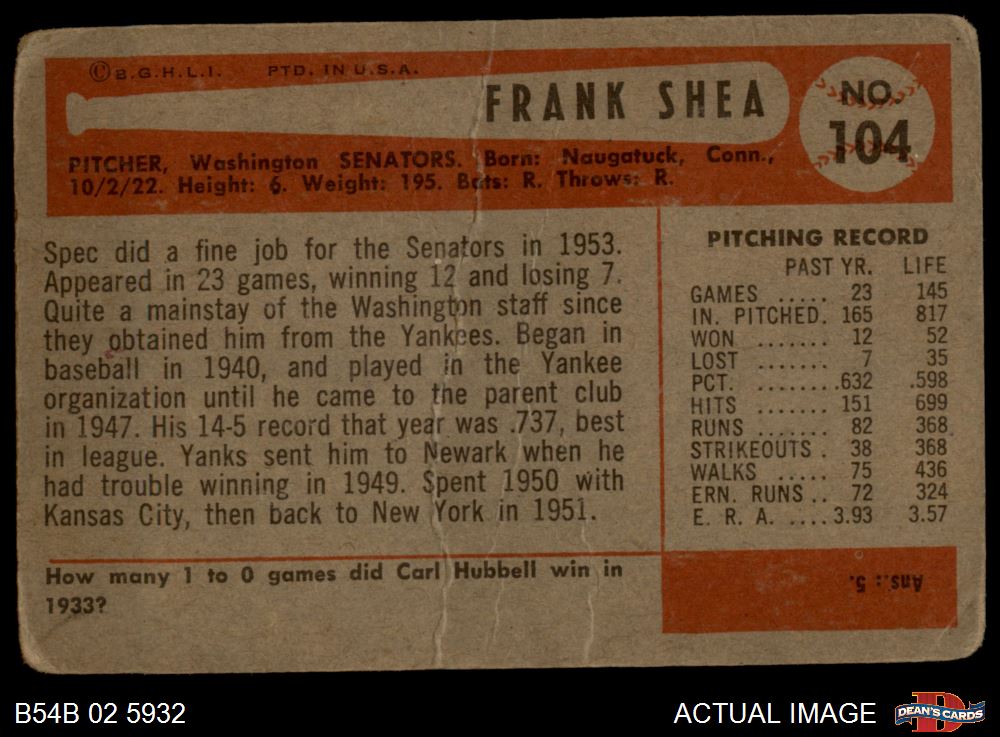 ©B.G.H.L.I. PTD. IN U.S.A.
FRANK SHEA
NO.
104
PITCHER, Washington SENATORS. Born: Naugatuck, Conn.,
10/2/22. Height: 6. Weight: 195. Bats: R. Throws: R.
Spec did a fine job for the Senators in 1953.
Appeared in 23 games, winning 12 and losing 7.
Quite a mainstay of the Washington staff since
they obtained him from the Yankees. Began in
baseball in 1940, and played in the Yankee
organization until he came to the parent club
in 1947. His 14-5 record that year was .737, best
in league. Yanks sent him to Newark when he
had trouble winning in 1949. Spent 1950 with
Kansas City, then back to New York in 1951.
How many 1 to 0 games did Carl Hubbell win in
1933?
PITCHING RECORD
PAST YR. LIFE
GAMES ..... 23 145
IN. PITCHED. 165 817
WON ....... 12 52
LOST ....... 7 35
PCT. ........ .632 .598
HITS ....... 151 699
RUNS ....... 82 368
STRIKEOUTS . 38 368
WALKS ..... 75 436
ERN. RUNS .. 72 324
E. R. A. .... 3.93 3.57
Ans.: 5.
B54B 02 5932
ACTUAL IMAGE
DEAN'S CARDS